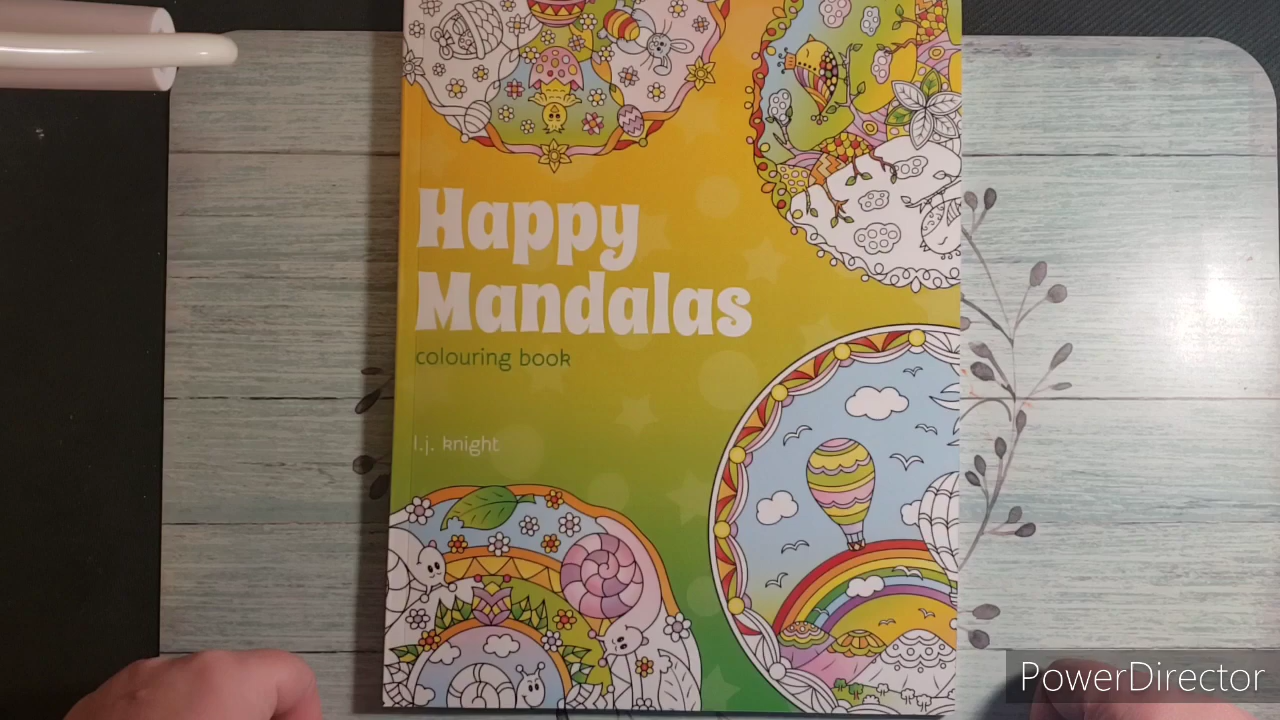 Happy
Mandalas
colouring book
l.j. knight
PowerDirector